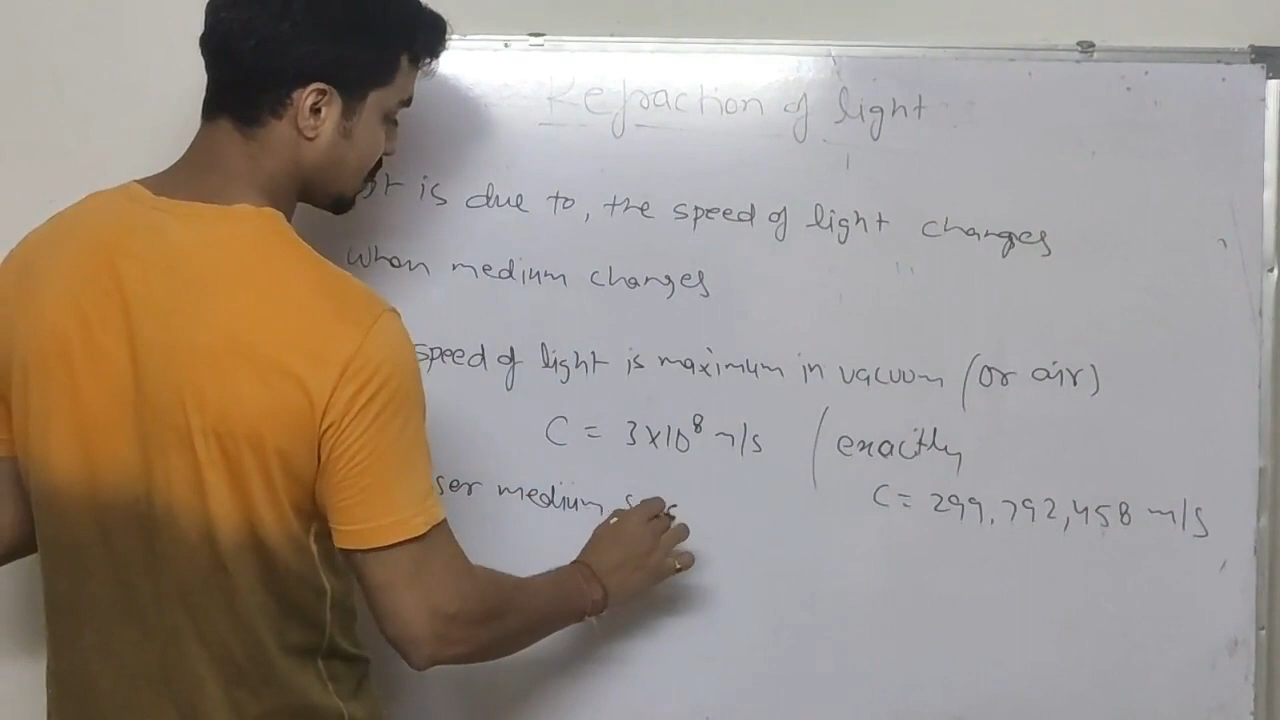 Refraction of light
It is due to, the speed of light changes
when medium changes
speed of light is maximum in vacuum (or air)
C = 3x10⁸ m/s / exactly
C = 299,792,458 m/s
ser medium